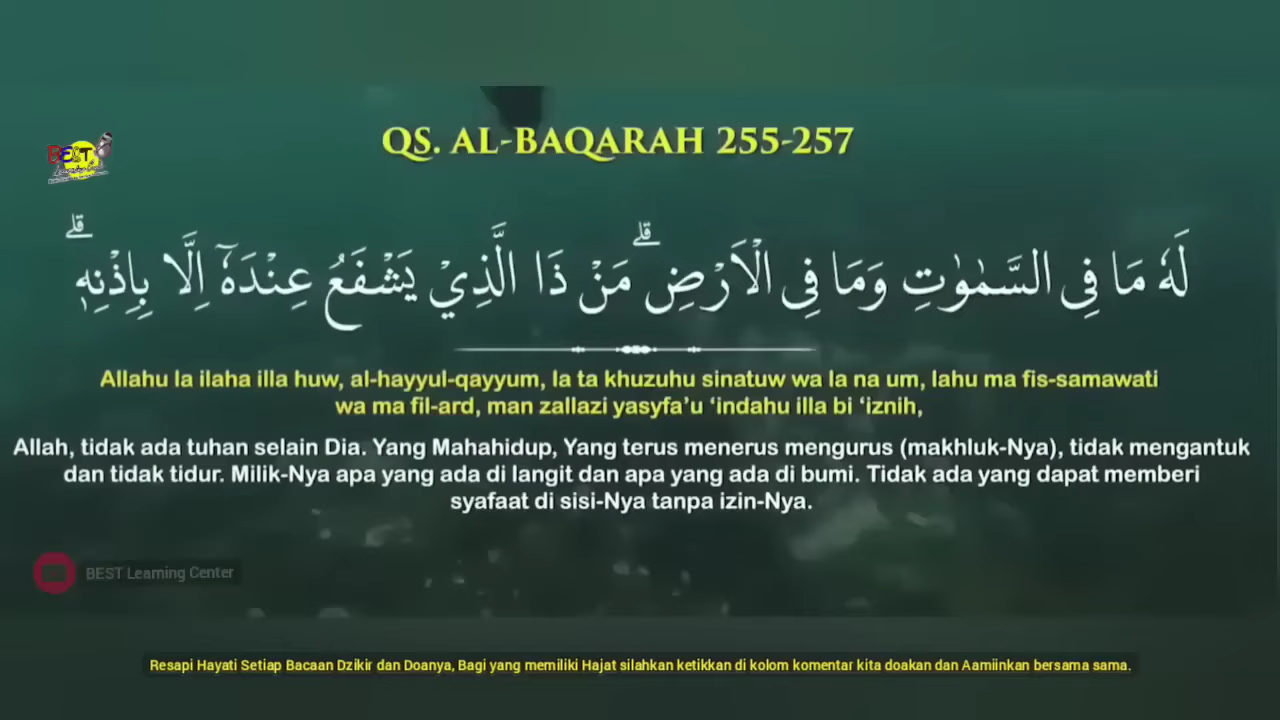 BEST
QS. AL-BAQARAH 255-257
لَهٗ مَا فِى السَّمٰوٰتِ وَمَا فِى الْاَرْضِۗ مَنْ ذَا الَّذِيْ يَشْفَعُ عِنْدَهٗٓ اِلَّا بِاِذْنِهٖۗ
Allahu la ilaha illa huw, al-hayyul-qayyum, la ta khuzuhu sinatuw wa la na um, lahu ma fis-samawati
wa ma fil-ard, man zallazi yasyfa’u ‘indahu illa bi ‘iznih,
Allah, tidak ada tuhan selain Dia. Yang Mahahidup, Yang terus menerus mengurus (makhluk-Nya), tidak mengantuk
dan tidak tidur. Milik-Nya apa yang ada di langit dan apa yang ada di bumi. Tidak ada yang dapat memberi
syafaat di sisi-Nya tanpa izin-Nya.
BEST Learning Center
Resapi Hayati Setiap Bacaan Dzikir dan Doanya, Bagi yang memiliki Hajat silahkan ketikkan di kolom komentar kita doakan dan Aamiinkan bersama sama.